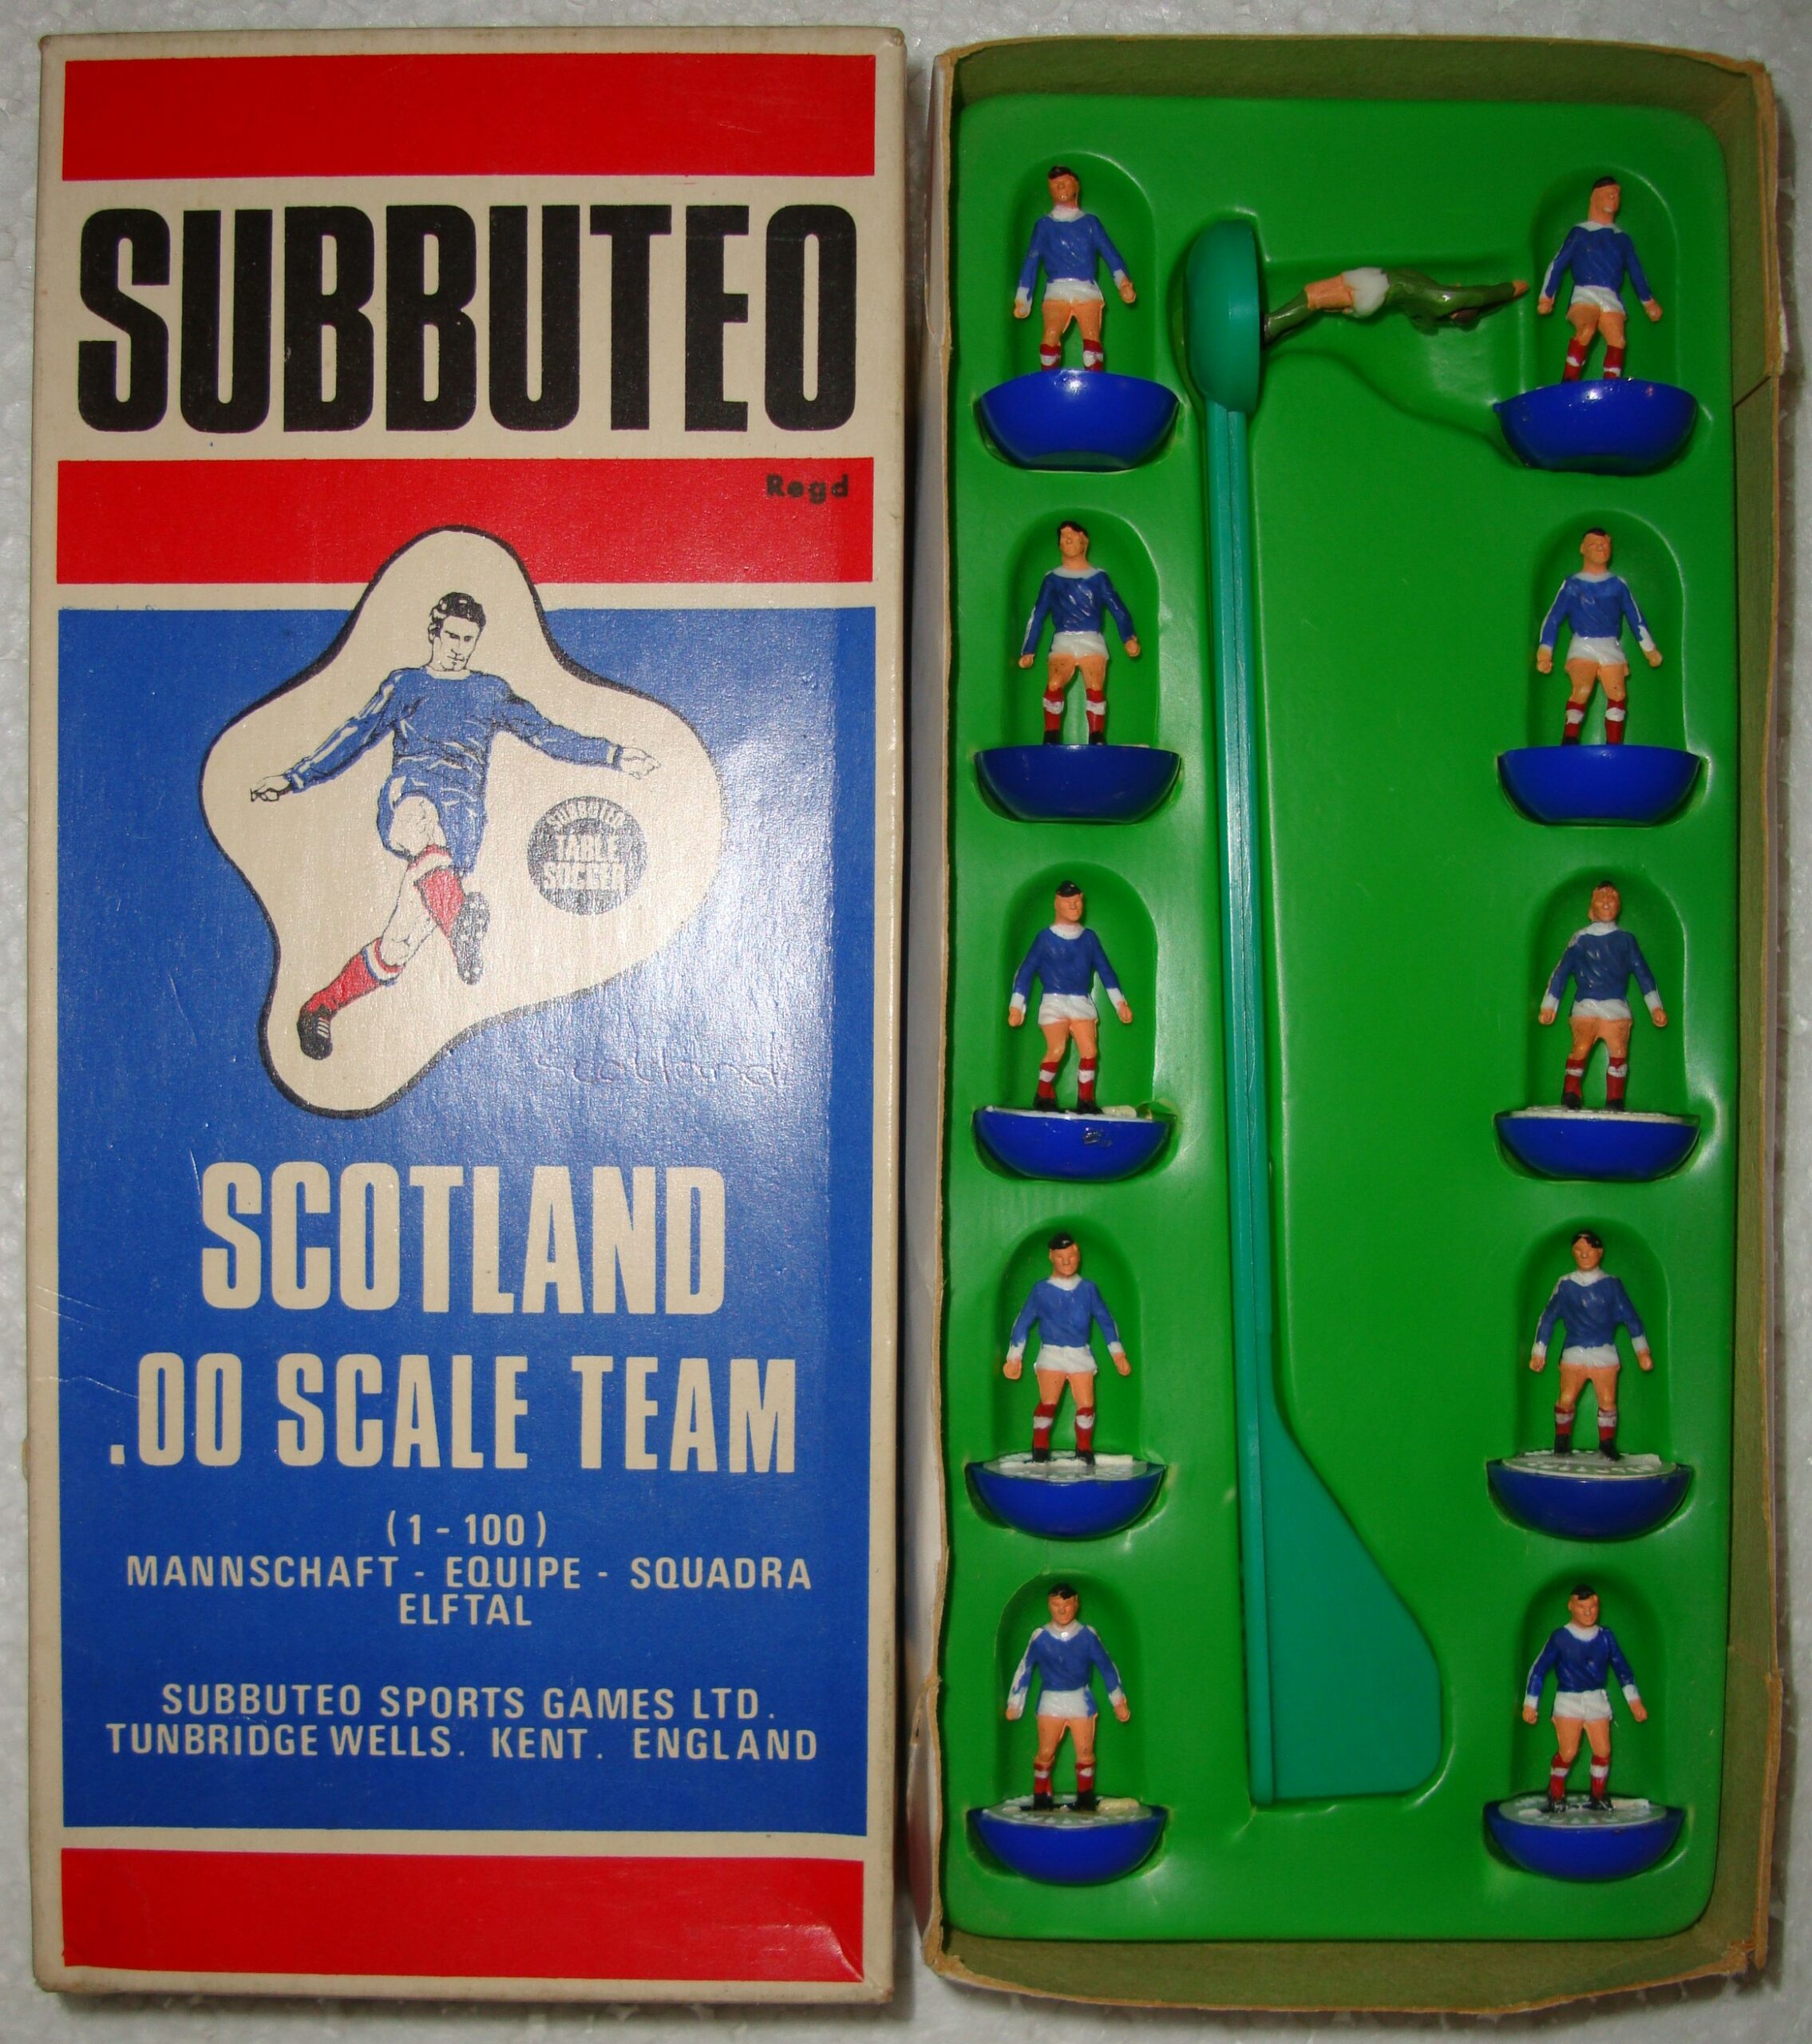 SUBBUTEO
Regd
SUBBUTEO
TABLE
SOCCER
scotland
SCOTLAND
.00 SCALE TEAM
(1-100)
MANNSCHAFT - EQUIPE - SQUADRA
ELFTAL
SUBBUTEO SPORTS GAMES LTD.
TUNBRIDGE WELLS. KENT. ENGLAND